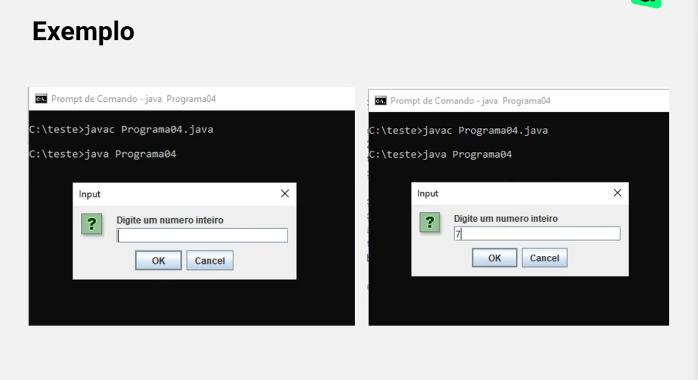 Exemplo
Prompt de Comando - java Programa04
C:\teste>javac Programa04.java
C:\teste>java Programa04
Input
Digite um numero inteiro
OK
Cancel
Prompt de Comando - java Programa04
C:\teste>javac Programa04.java
C:\teste>java Programa04
Input
Digite um numero inteiro
7
OK
Cancel